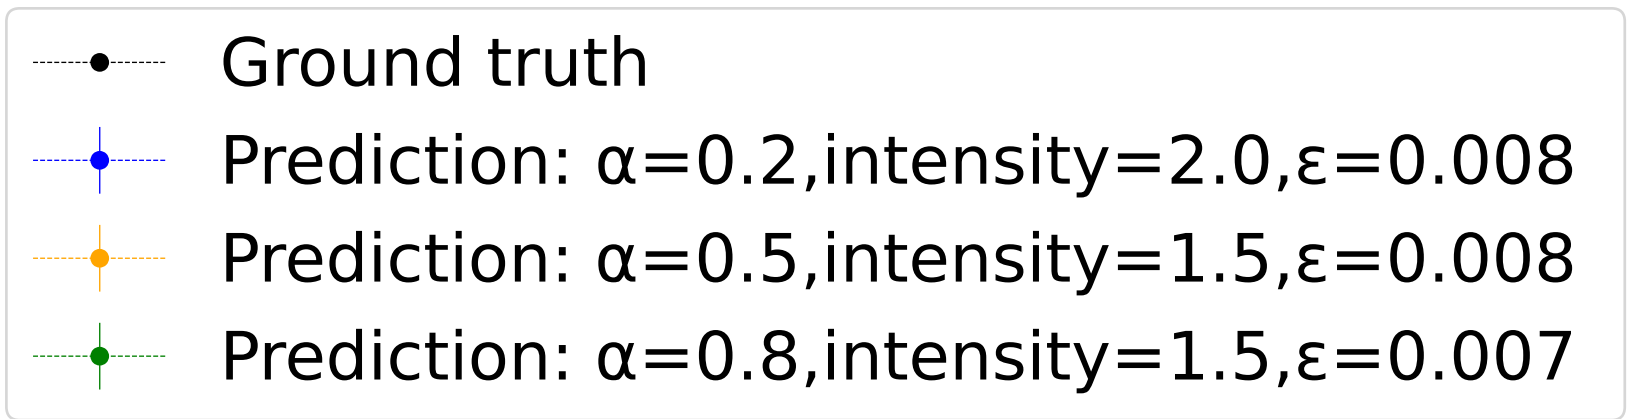 Ground truth
Prediction: α=0.2,intensity=2.0,ε=0.008
Prediction: α=0.5,intensity=1.5,ε=0.008
Prediction: α=0.8,intensity=1.5,ε=0.007